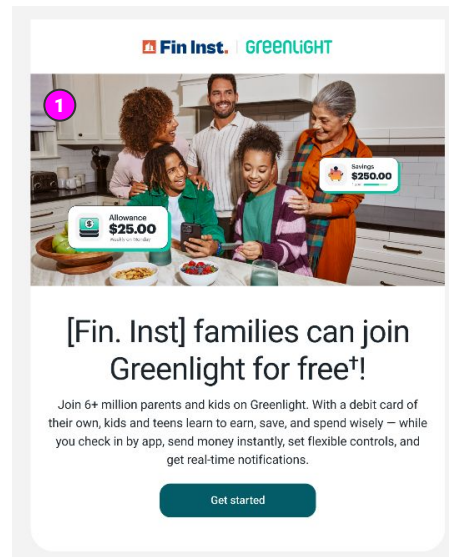 Fin Inst. GREENLIGHT
1
Savings
$250.00
Allowance
$25.00
on Monday
[Fin. Inst] families can join
Greenlight for free†!
Join 6+ million parents and kids on Greenlight. With a debit card of
their own, kids and teens learn to earn, save, and spend wisely — while
you check in by app, send money instantly, set flexible controls, and
get real-time notifications.
Get started